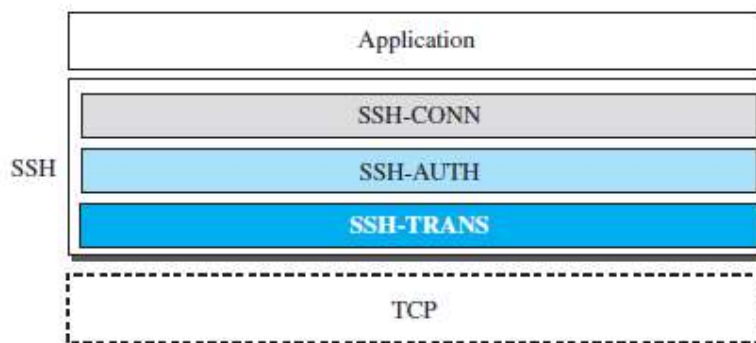 Application
SSH-CONN
SSH
SSH-AUTH
SSH-TRANS
TCP